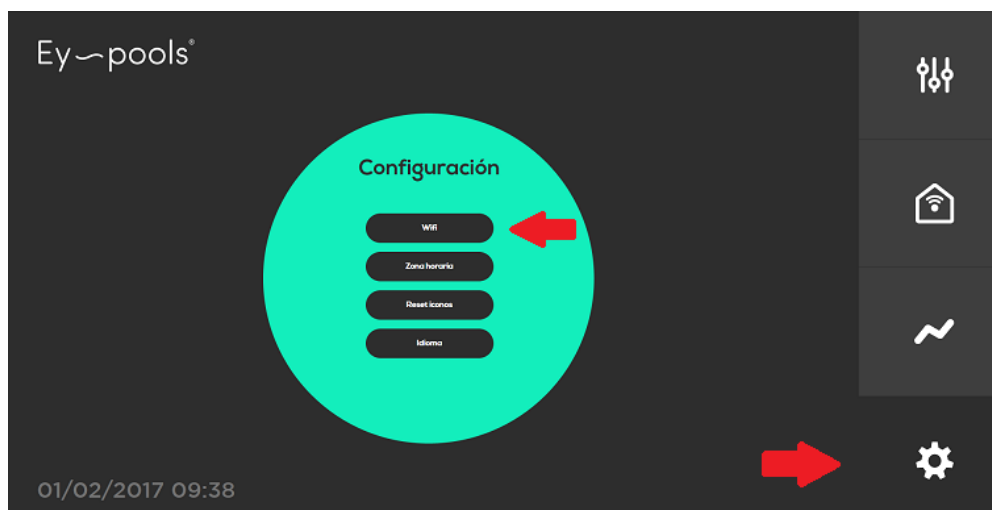 Ey-pools®
Configuración
Wifi
Zona horaria
Reset iconos
Idioma
01/02/2017 09:38